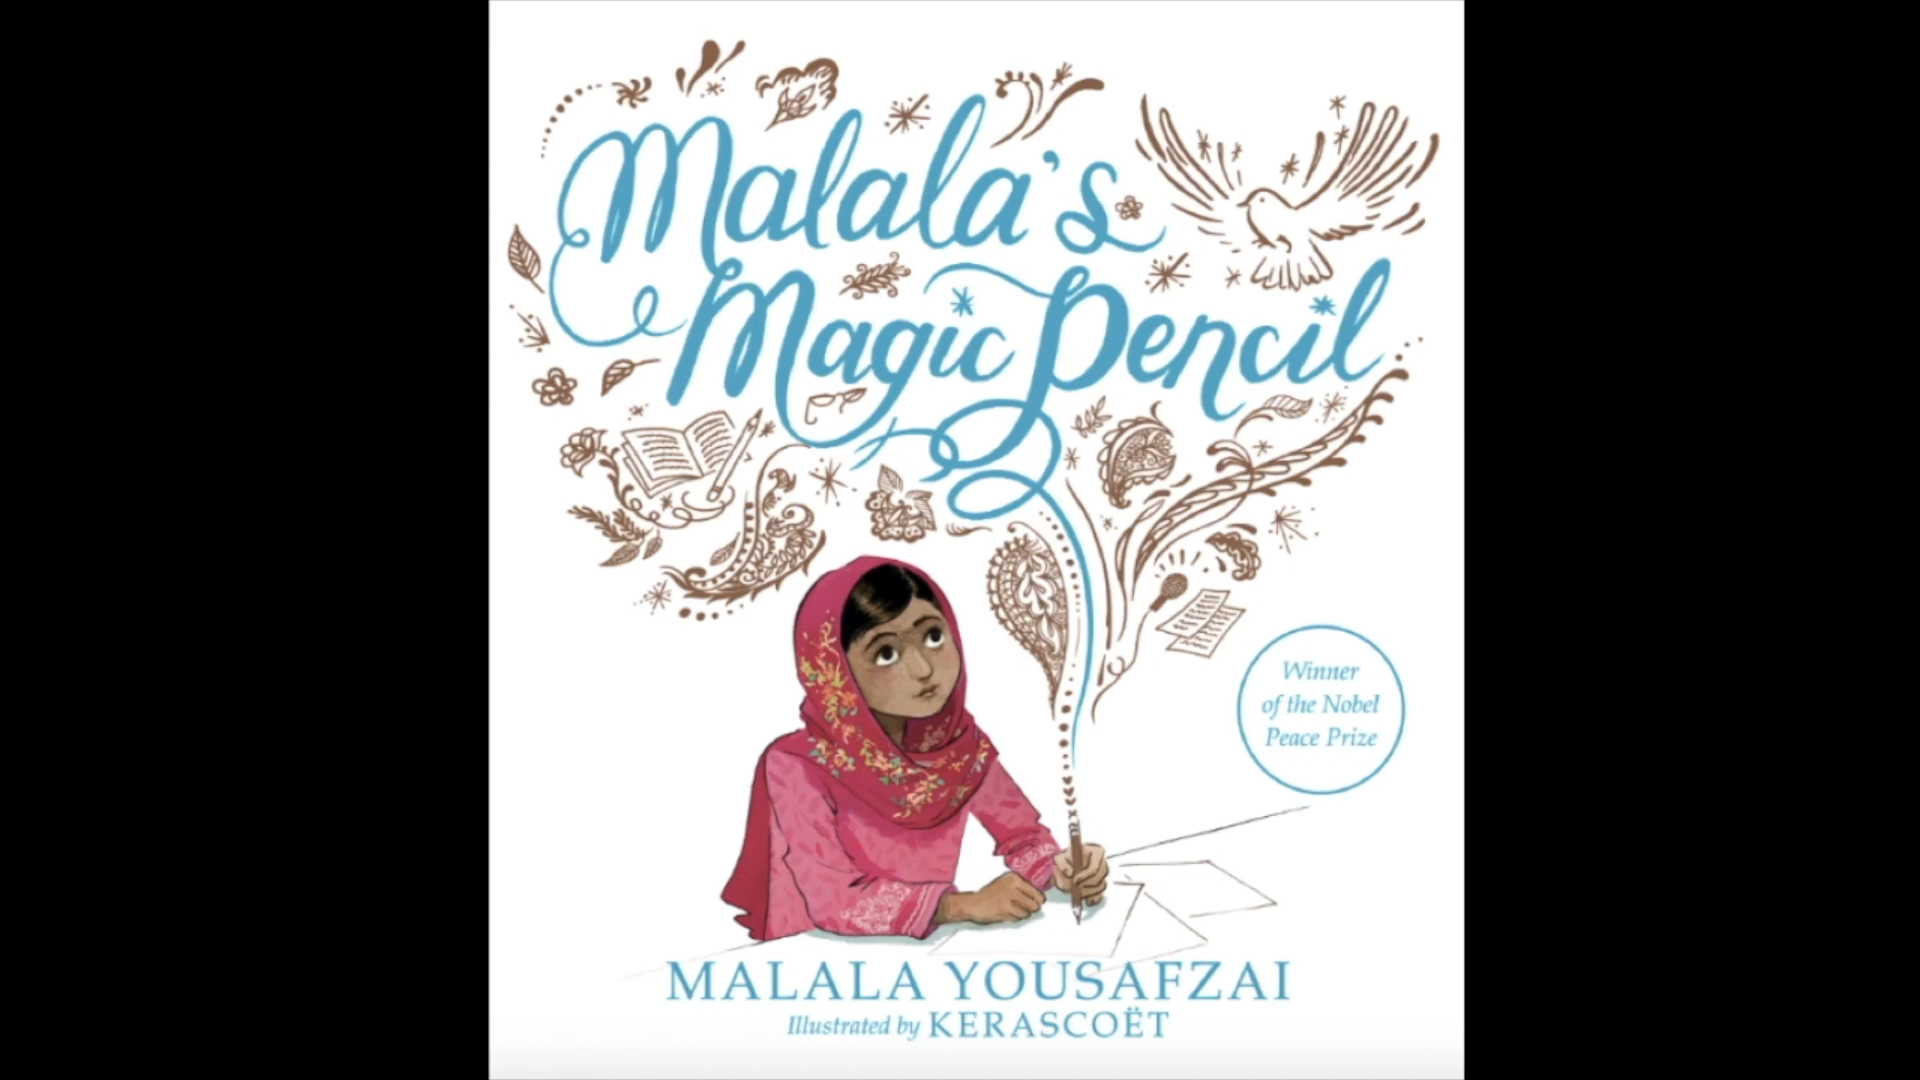 Malala's
Magic Pencil
Winner
of the Nobel
Peace Prize
MALALA YOUSAFZAI
Illustrated by KERASCOËT